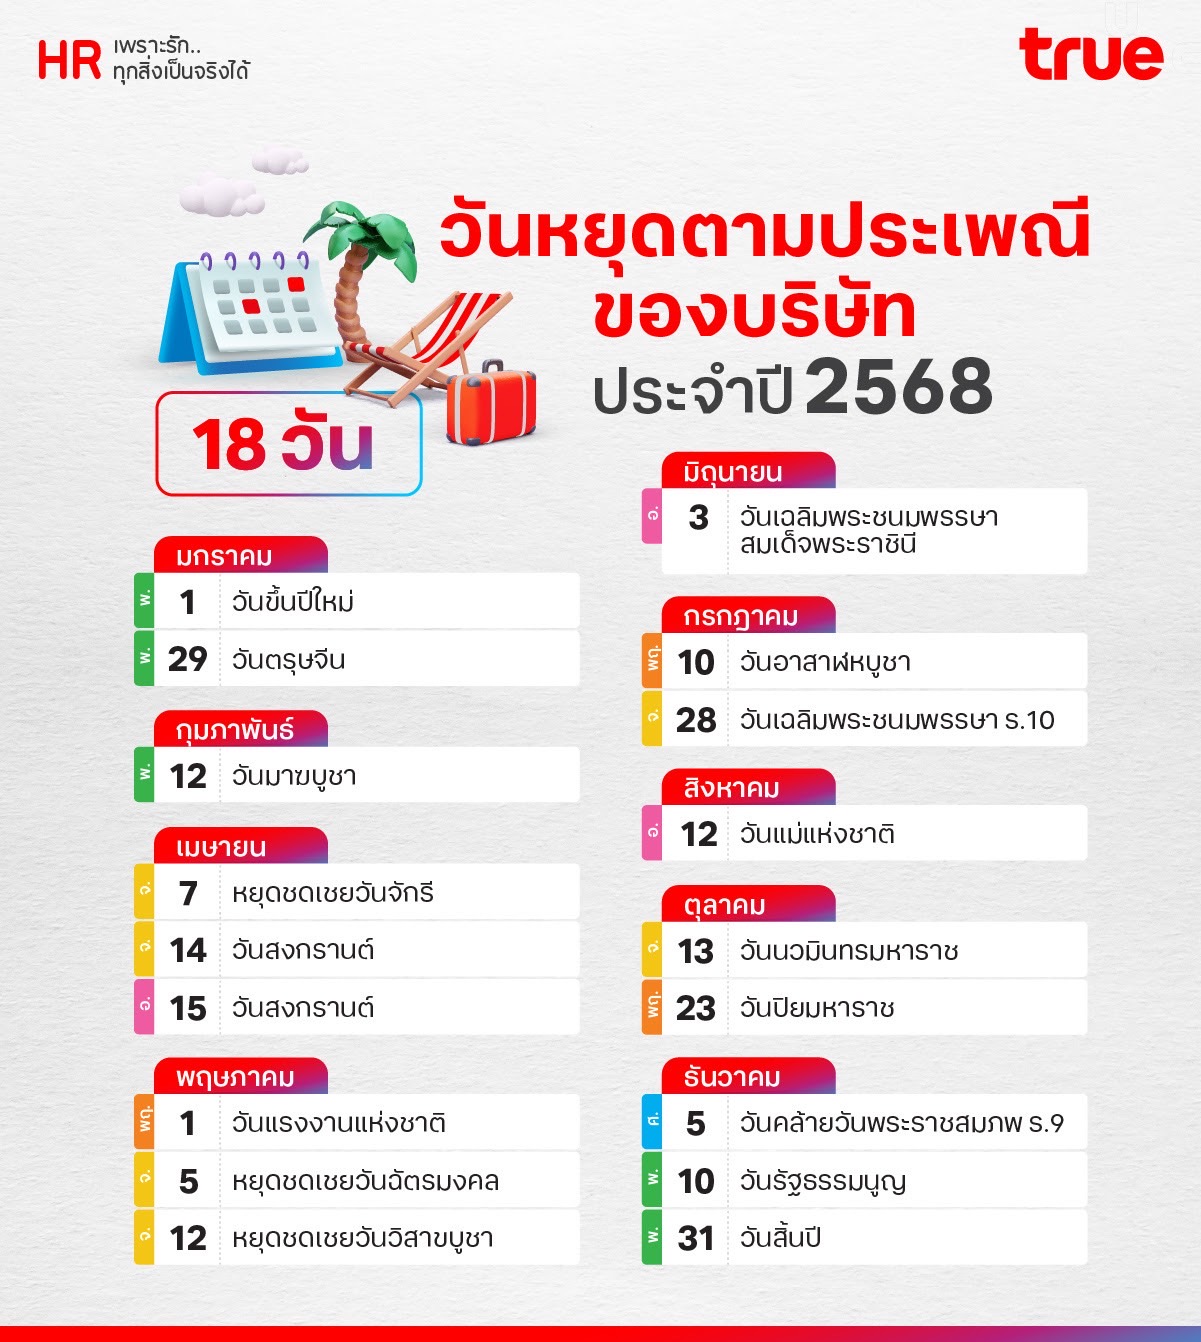 HR เพราะรัก..
ทุกสิ่งเป็นจริงได้
true
วันหยุดตามประเพณี
ของบริษัท
ประจำปี 2568
18 วัน
มกราคม
พ. 1 วันขึ้นปีใหม่
พ. 29 วันตรุษจีน
กุมภาพันธ์
พ. 12 วันมาฆบูชา
เมษายน
จ. 7 หยุดชดเชยวันจักรี
จ. 14 วันสงกรานต์
อ. 15 วันสงกรานต์
พฤษภาคม
พฤ. 1 วันแรงงานแห่งชาติ
จ. 5 หยุดชดเชยวันฉัตรมงคล
จ. 12 หยุดชดเชยวันวิสาขบูชา
มิถุนายน
อ. 3 วันเฉลิมพระชนมพรรษา
สมเด็จพระราชินี
กรกฎาคม
พฤ. 10 วันอาสาฬหบูชา
จ. 28 วันเฉลิมพระชนมพรรษา ร.10
สิงหาคม
อ. 12 วันแม่แห่งชาติ
ตุลาคม
จ. 13 วันนวมินทรมหาราช
พฤ. 23 วันปิยมหาราช
ธันวาคม
ศ. 5 วันคล้ายวันพระราชสมภพ ร.9
พ. 10 วันรัฐธรรมนูญ
พ. 31 วันสิ้นปี